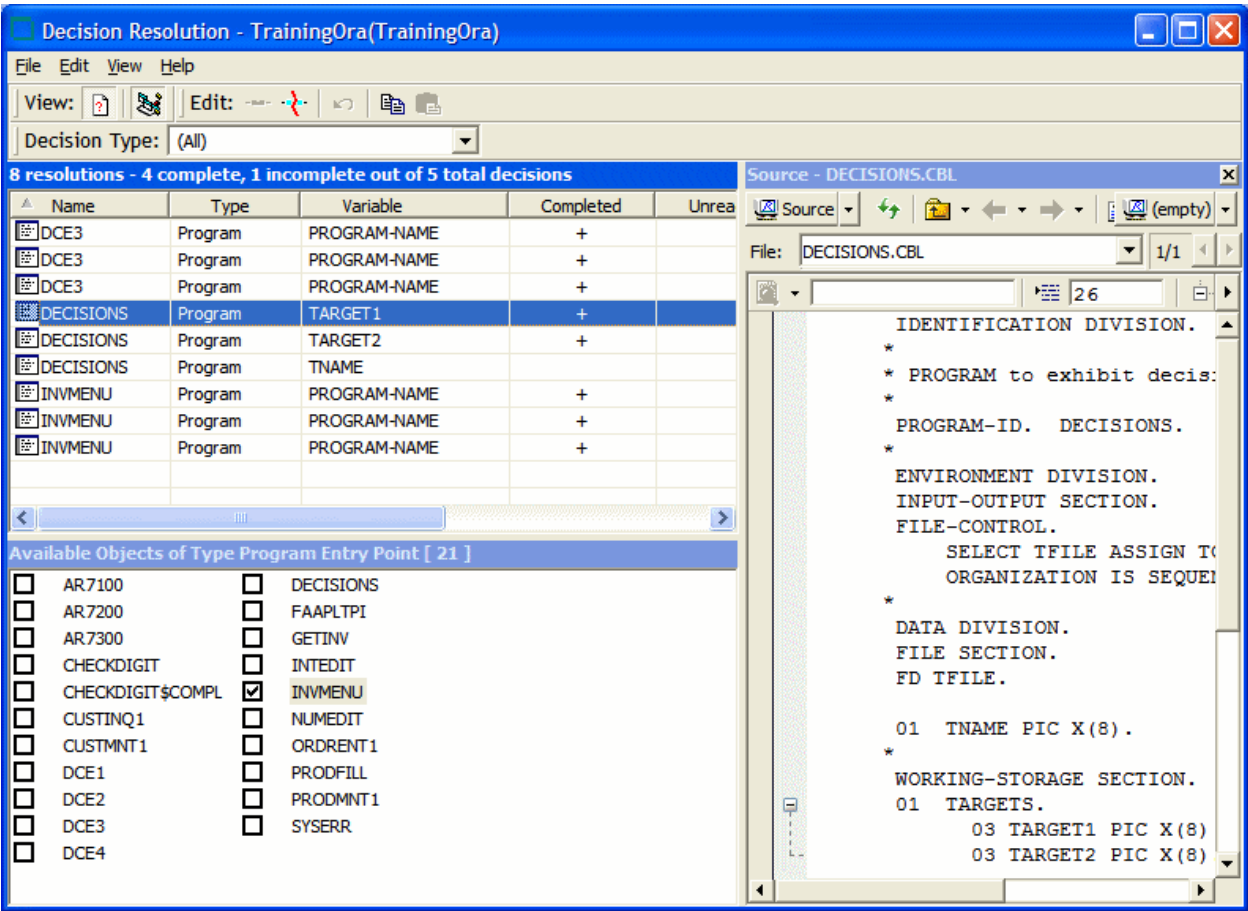 Decision Resolution - TrainingOra(TrainingOra)
File Edit View Help
View: Edit:
Decision Type: (All)
8 resolutions - 4 complete, 1 incomplete out of 5 total decisions
Name Type Variable Completed Unrea
DCE3 Program PROGRAM-NAME +
DCE3 Program PROGRAM-NAME +
DCE3 Program PROGRAM-NAME +
DECISIONS Program TARGET1 +
DECISIONS Program TARGET2 +
DECISIONS Program TNAME
INVMENU Program PROGRAM-NAME +
INVMENU Program PROGRAM-NAME +
INVMENU Program PROGRAM-NAME +
Available Objects of Type Program Entry Point [ 21 ]
AR7100 DECISIONS
AR7200 FAAPLTPI
AR7300 GETINV
CHECKDIGIT INTEDIT
CHECKDIGIT$COMPL INVMENU
CUSTINQ1 NUMEDIT
CUSTMNT1 ORDRENT1
DCE1 PRODFILL
DCE2 PRODMNT1
DCE3 SYSERR
DCE4
Source - DECISIONS.CBL
Source (empty)
File: DECISIONS.CBL 1/1
26
IDENTIFICATION DIVISION.
*
* PROGRAM to exhibit decis
*
PROGRAM-ID. DECISIONS.
*
ENVIRONMENT DIVISION.
INPUT-OUTPUT SECTION.
FILE-CONTROL.
SELECT TFILE ASSIGN TO
ORGANIZATION IS SEQUEN
*
DATA DIVISION.
FILE SECTION.
FD TFILE.
01 TNAME PIC X(8).
*
WORKING-STORAGE SECTION.
01 TARGETS.
03 TARGET1 PIC X(8)
03 TARGET2 PIC X(8)